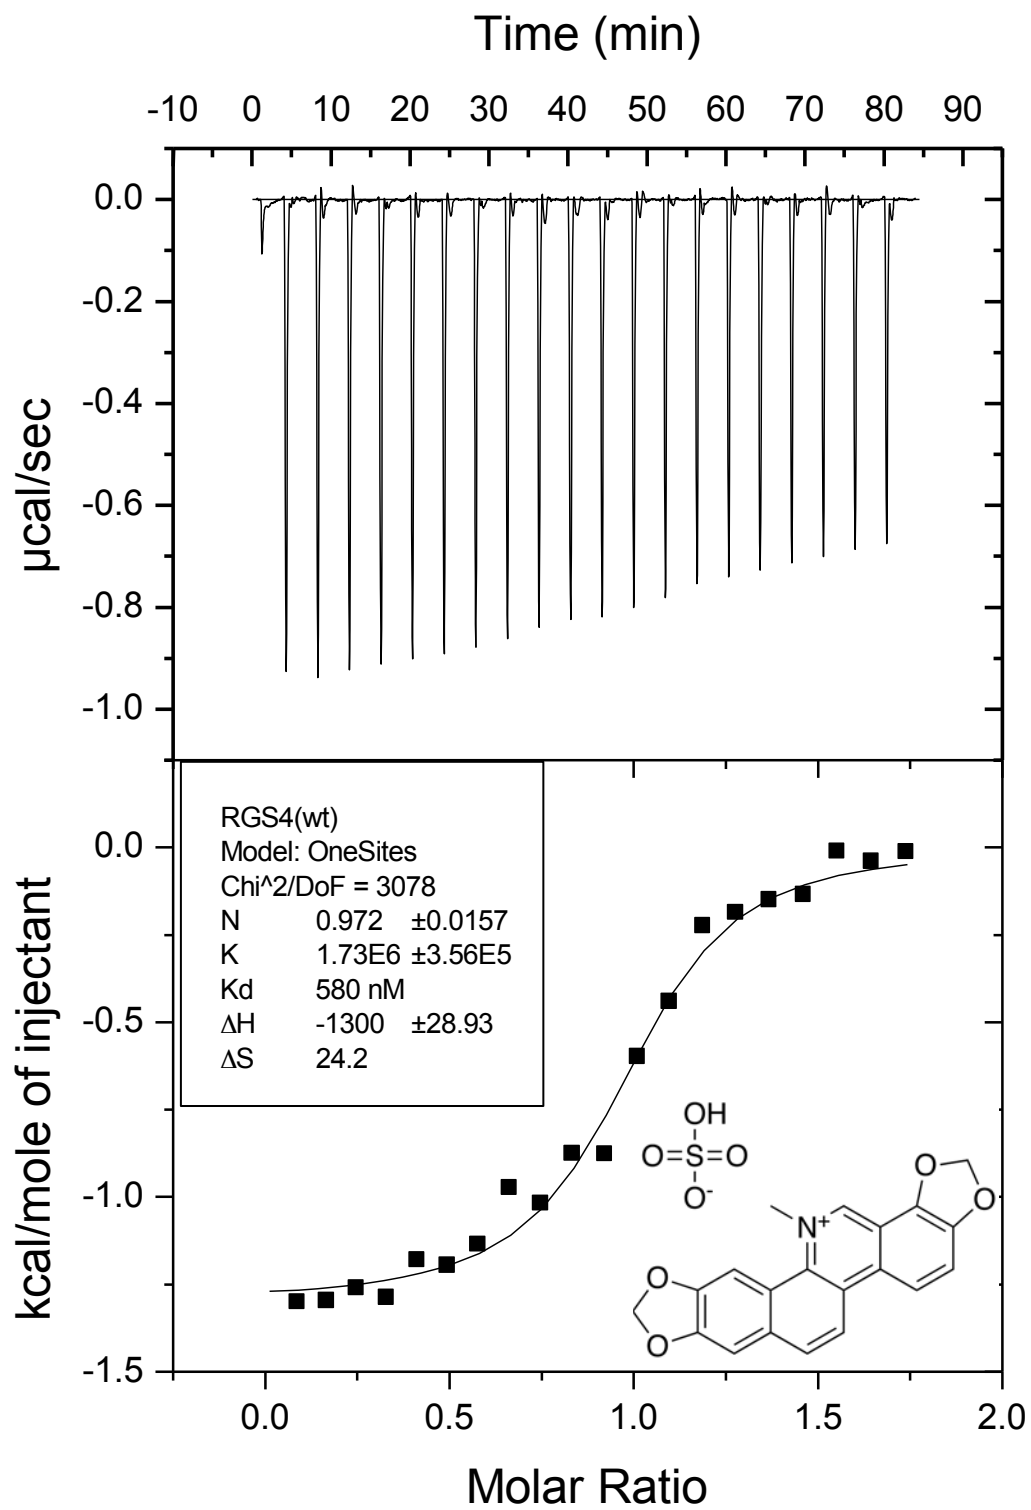 Time (min)
-10 0 10 20 30 40 50 60 70 80 90
0.0
-0.2
-0.4
-0.6
-0.8
-1.0
µcal/sec
RGS4(wt)
Model: OneSites
Chi^2/DoF = 3078
N 0.972 ±0.0157
K 1.73E6 ±3.56E5
Kd 580 nM
ΔH -1300 ±28.93
ΔS 24.2
0.0
-0.5
-1.0
-1.5
kcal/mole of injectant
OH
O=S=O
O-
N+
O
O
O
O
0.0 0.5 1.0 1.5 2.0
Molar Ratio